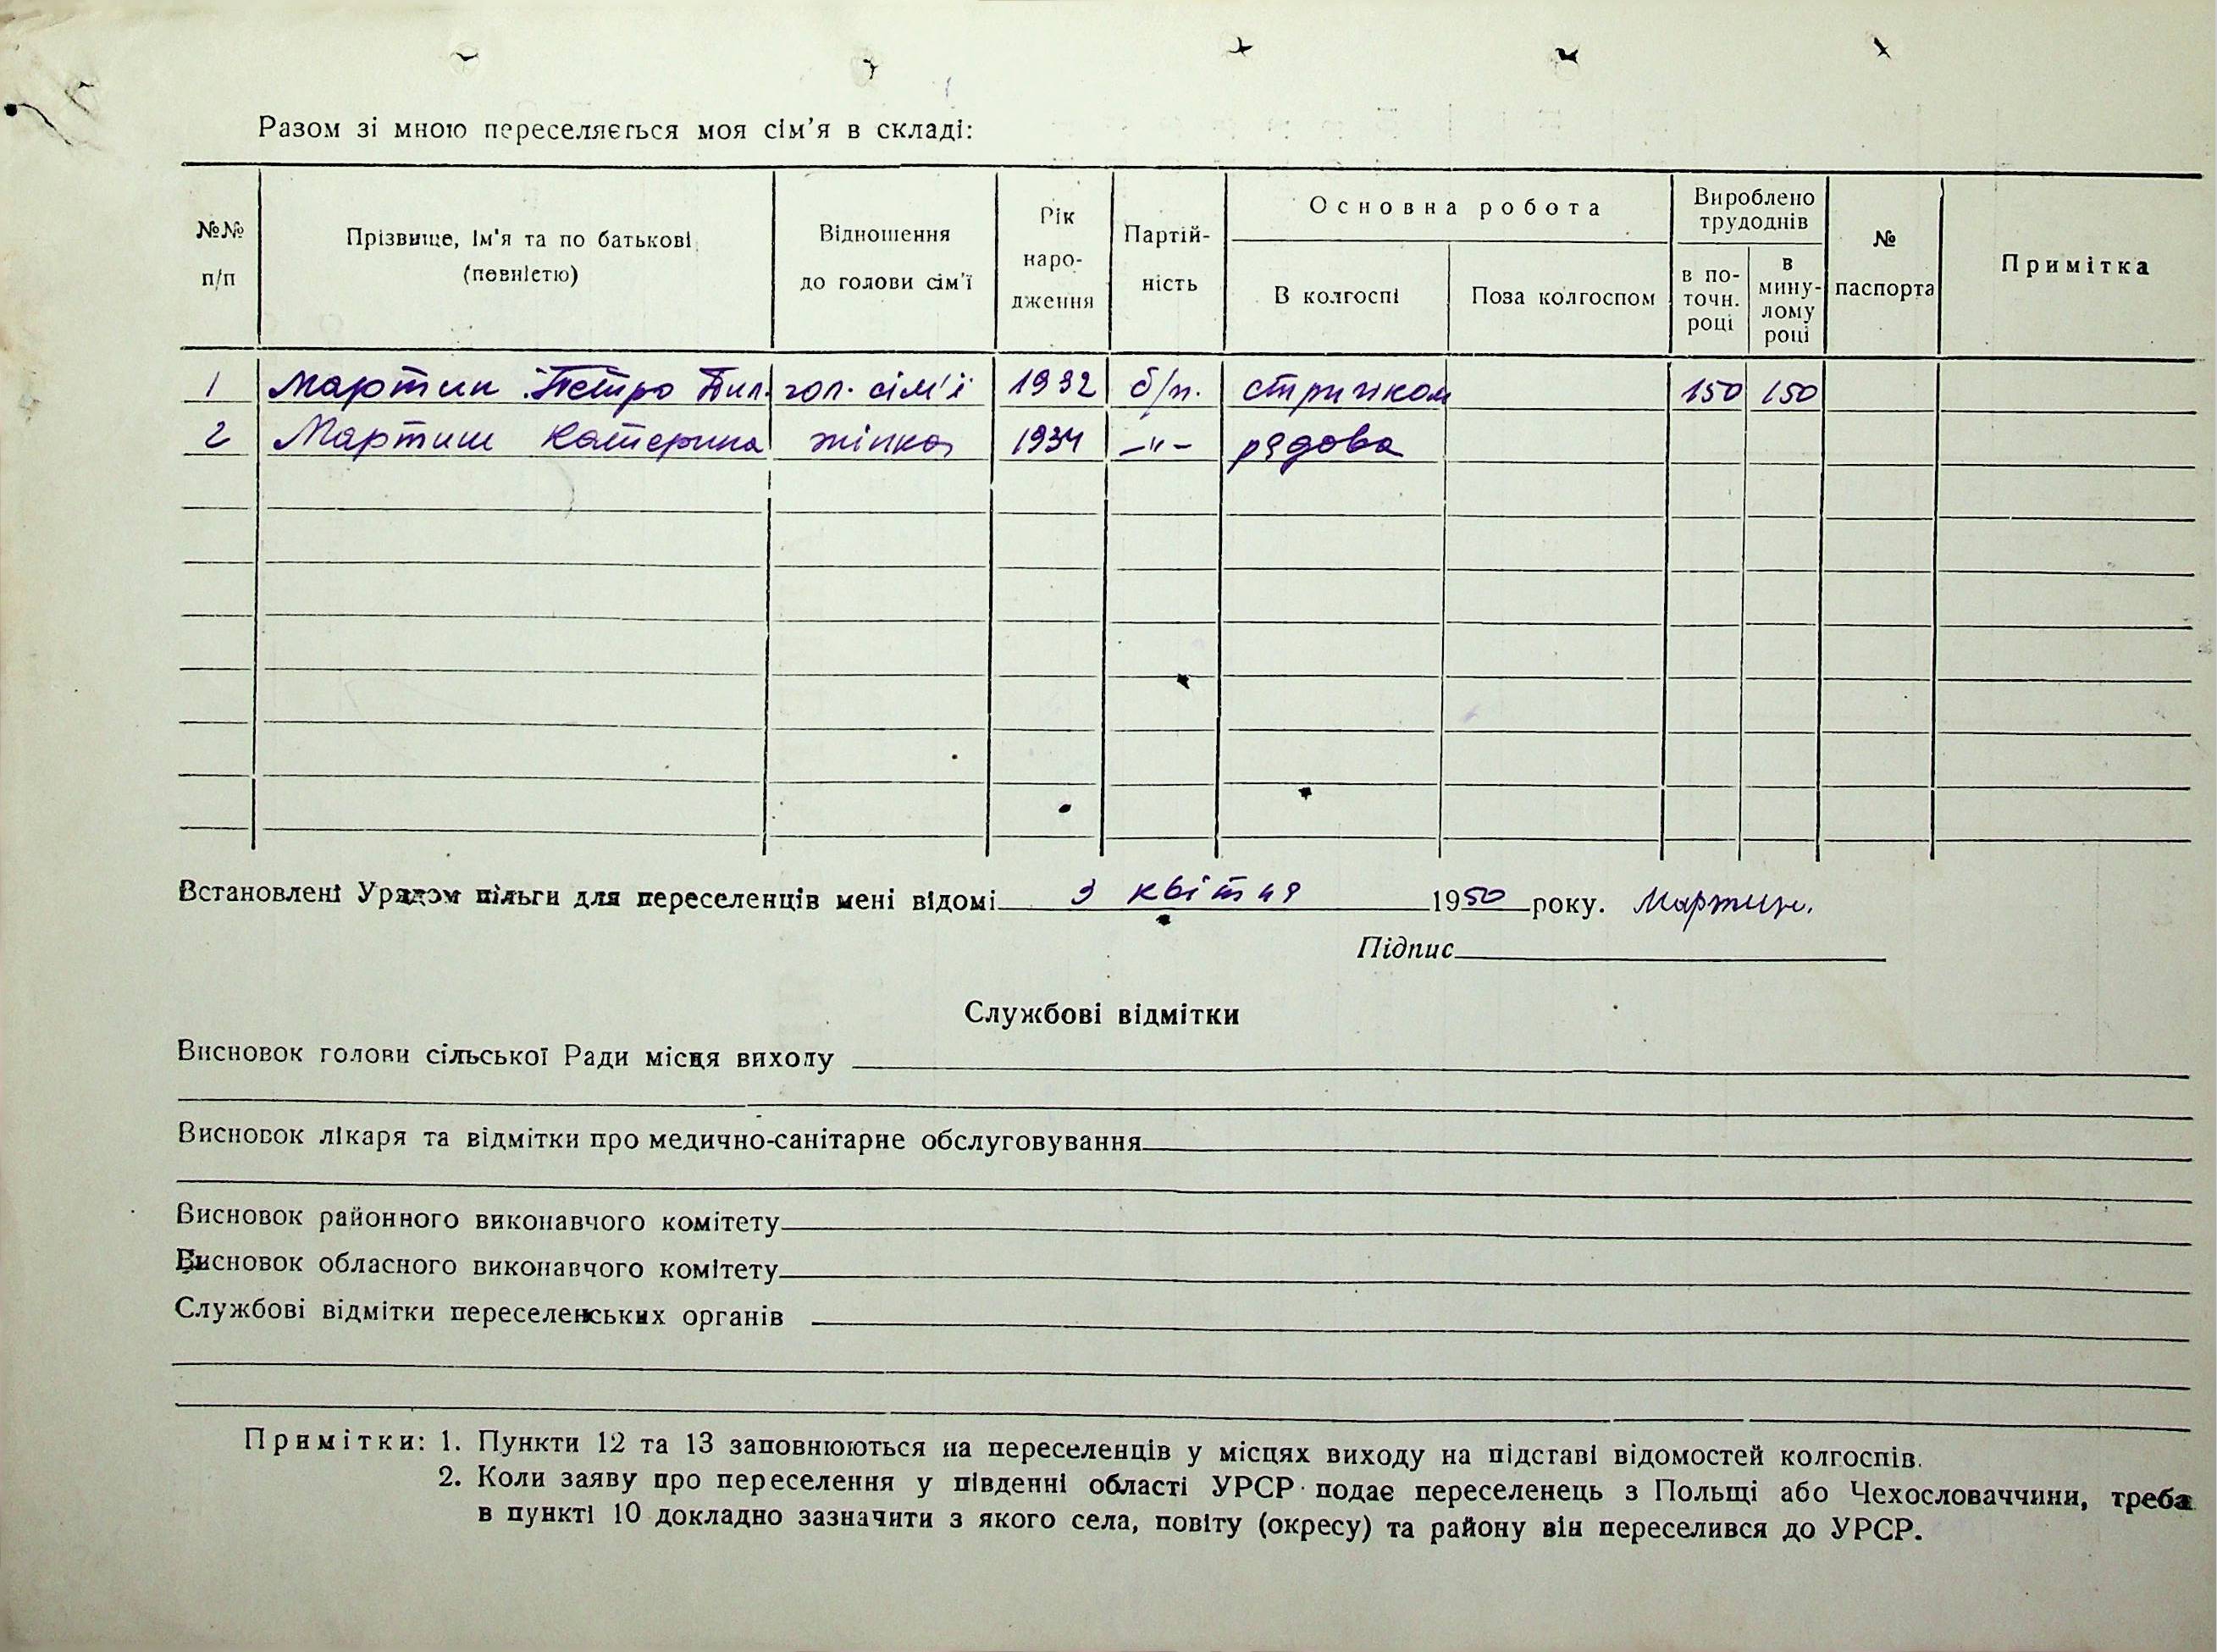 Разом зі мною переселяється моя сім'я в складі:
№№ п/п | Прізвище, ім'я та по батькові (повністю) | Відношення до голови сім'ї | Рік народження | Партійність | Основна робота | Вироблено трудоднів | № паспорта | Примітка
В колгоспі | Поза колгоспом | в поточн. році | в минулому році
1 | Мартин Петро | гол. сім'ї | 1932 | б/п. | 150 | 150
2 | Мартин Катерина | жінка | 1934 | –"– | рядова
Встановлені Урядом пільги для переселенців мені відомі 3 квітня 1950 року. Мартин.
Підпис
Службові відмітки
Висновок голови сільської Ради місця виходу
Висновок лікаря та відмітки про медично-санітарне обслуговування
Висновок районного виконавчого комітету
Висновок обласного виконавчого комітету
Службові відмітки переселенських органів
Примітки: 1. Пункти 12 та 13 заповнюються на переселенців у місцях виходу на підставі відомостей колгоспів.
2. Коли заяву про переселення у південні області УРСР подає переселенець з Польщі або Чехословаччини, треба
в пункті 10 докладно зазначити з якого села, повіту (окресу) та району він переселився до УРСР.